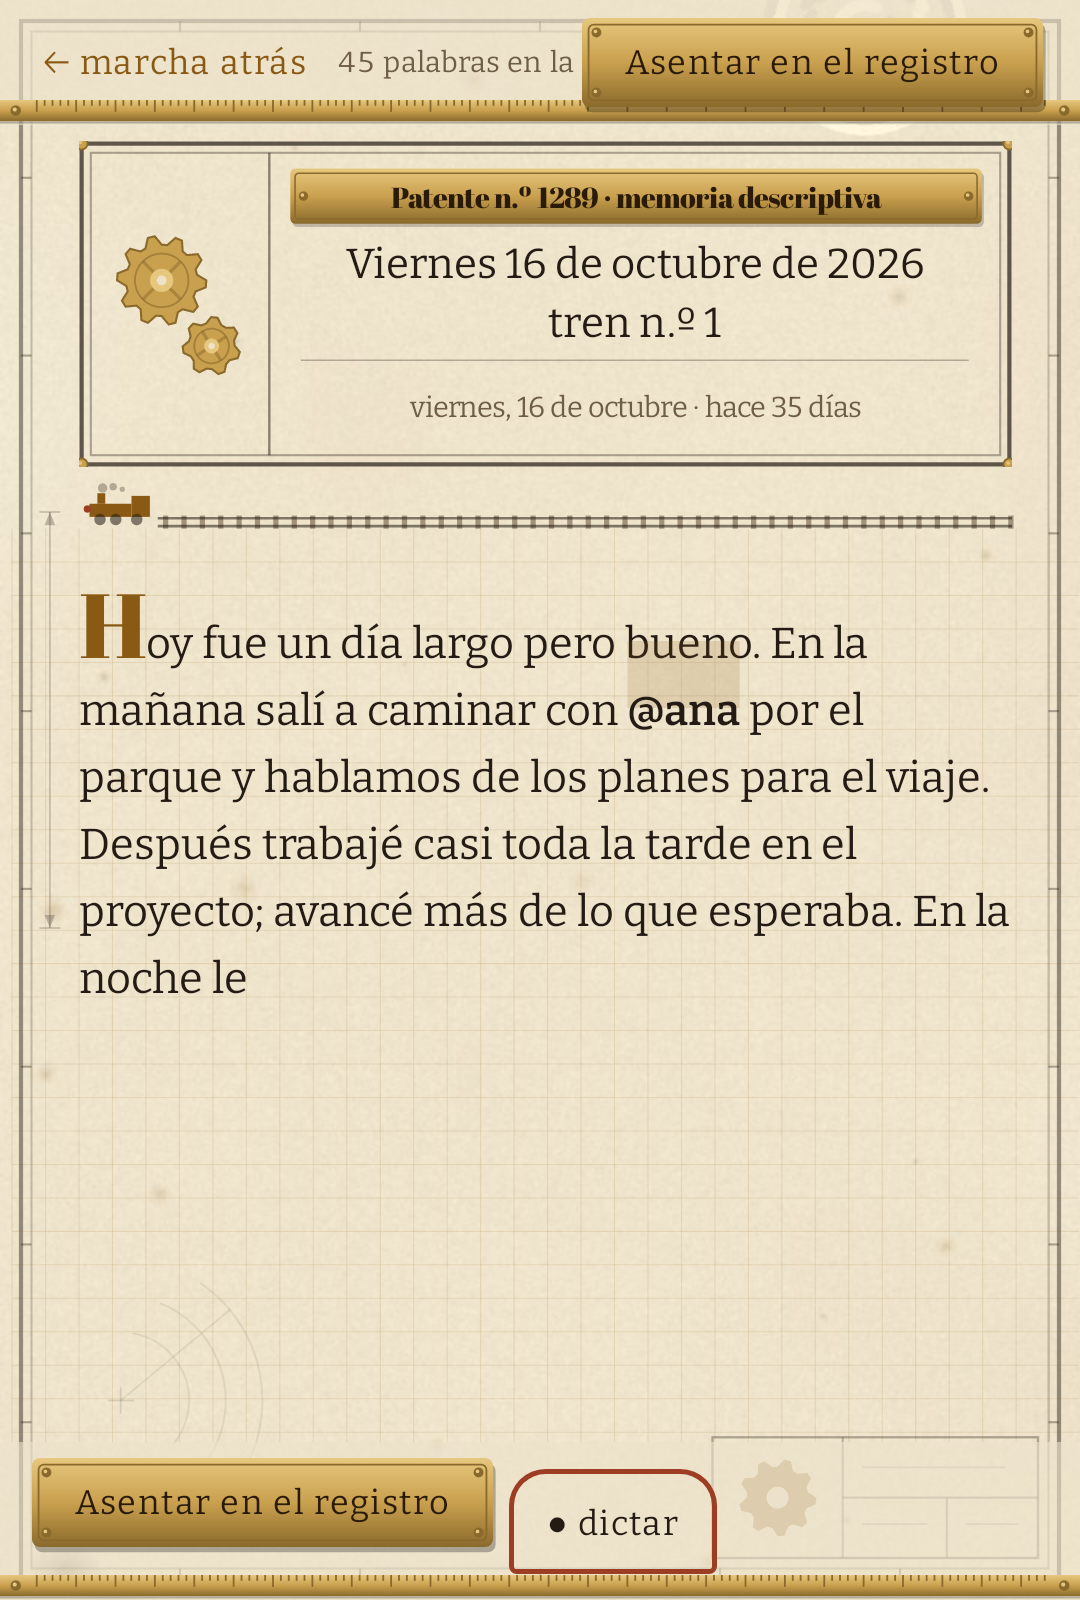 ← marcha atrás 45 palabras en la Asentar en el registro
Patente n.º 1289 · memoria descriptiva
Viernes 16 de octubre de 2026
tren n.º 1
viernes, 16 de octubre · hace 35 días
Hoy fue un día largo pero bueno. En la
mañana salí a caminar con @ana por el
parque y hablamos de los planes para el viaje.
Después trabajé casi toda la tarde en el
proyecto; avancé más de lo que esperaba. En la
noche le
Asentar en el registro
• dictar